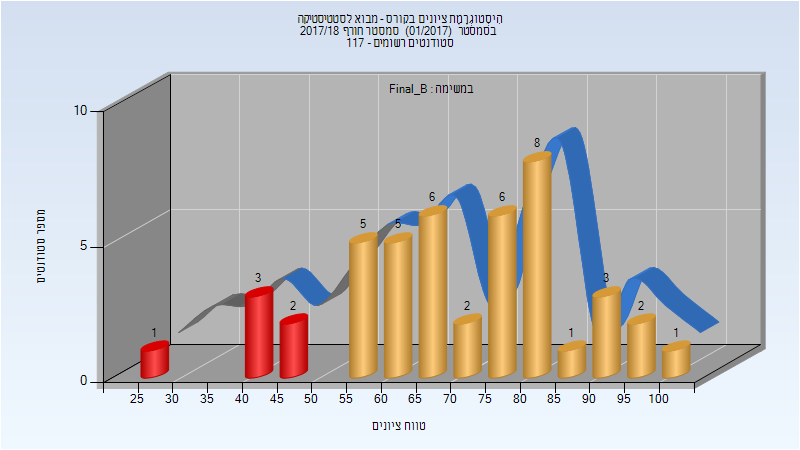 היסטוגרמת ציונים בקורס - מבוא לסטטיסטיקה
בסמסטר (01/2017) סמסטר חורף 2017/18
סטודנטים רשומים - 117
במשימה : Final_B
מספר סטודנטים
10
5
0
1
3
2
5
5
6
2
6
8
1
3
2
1
25 30 35 40 45 50 55 60 65 70 75 80 85 90 95 100
טווח ציונים